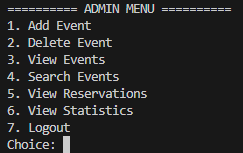 ========== ADMIN MENU ==========
1. Add Event
2. Delete Event
3. View Events
4. Search Events
5. View Reservations
6. View Statistics
7. Logout
Choice: